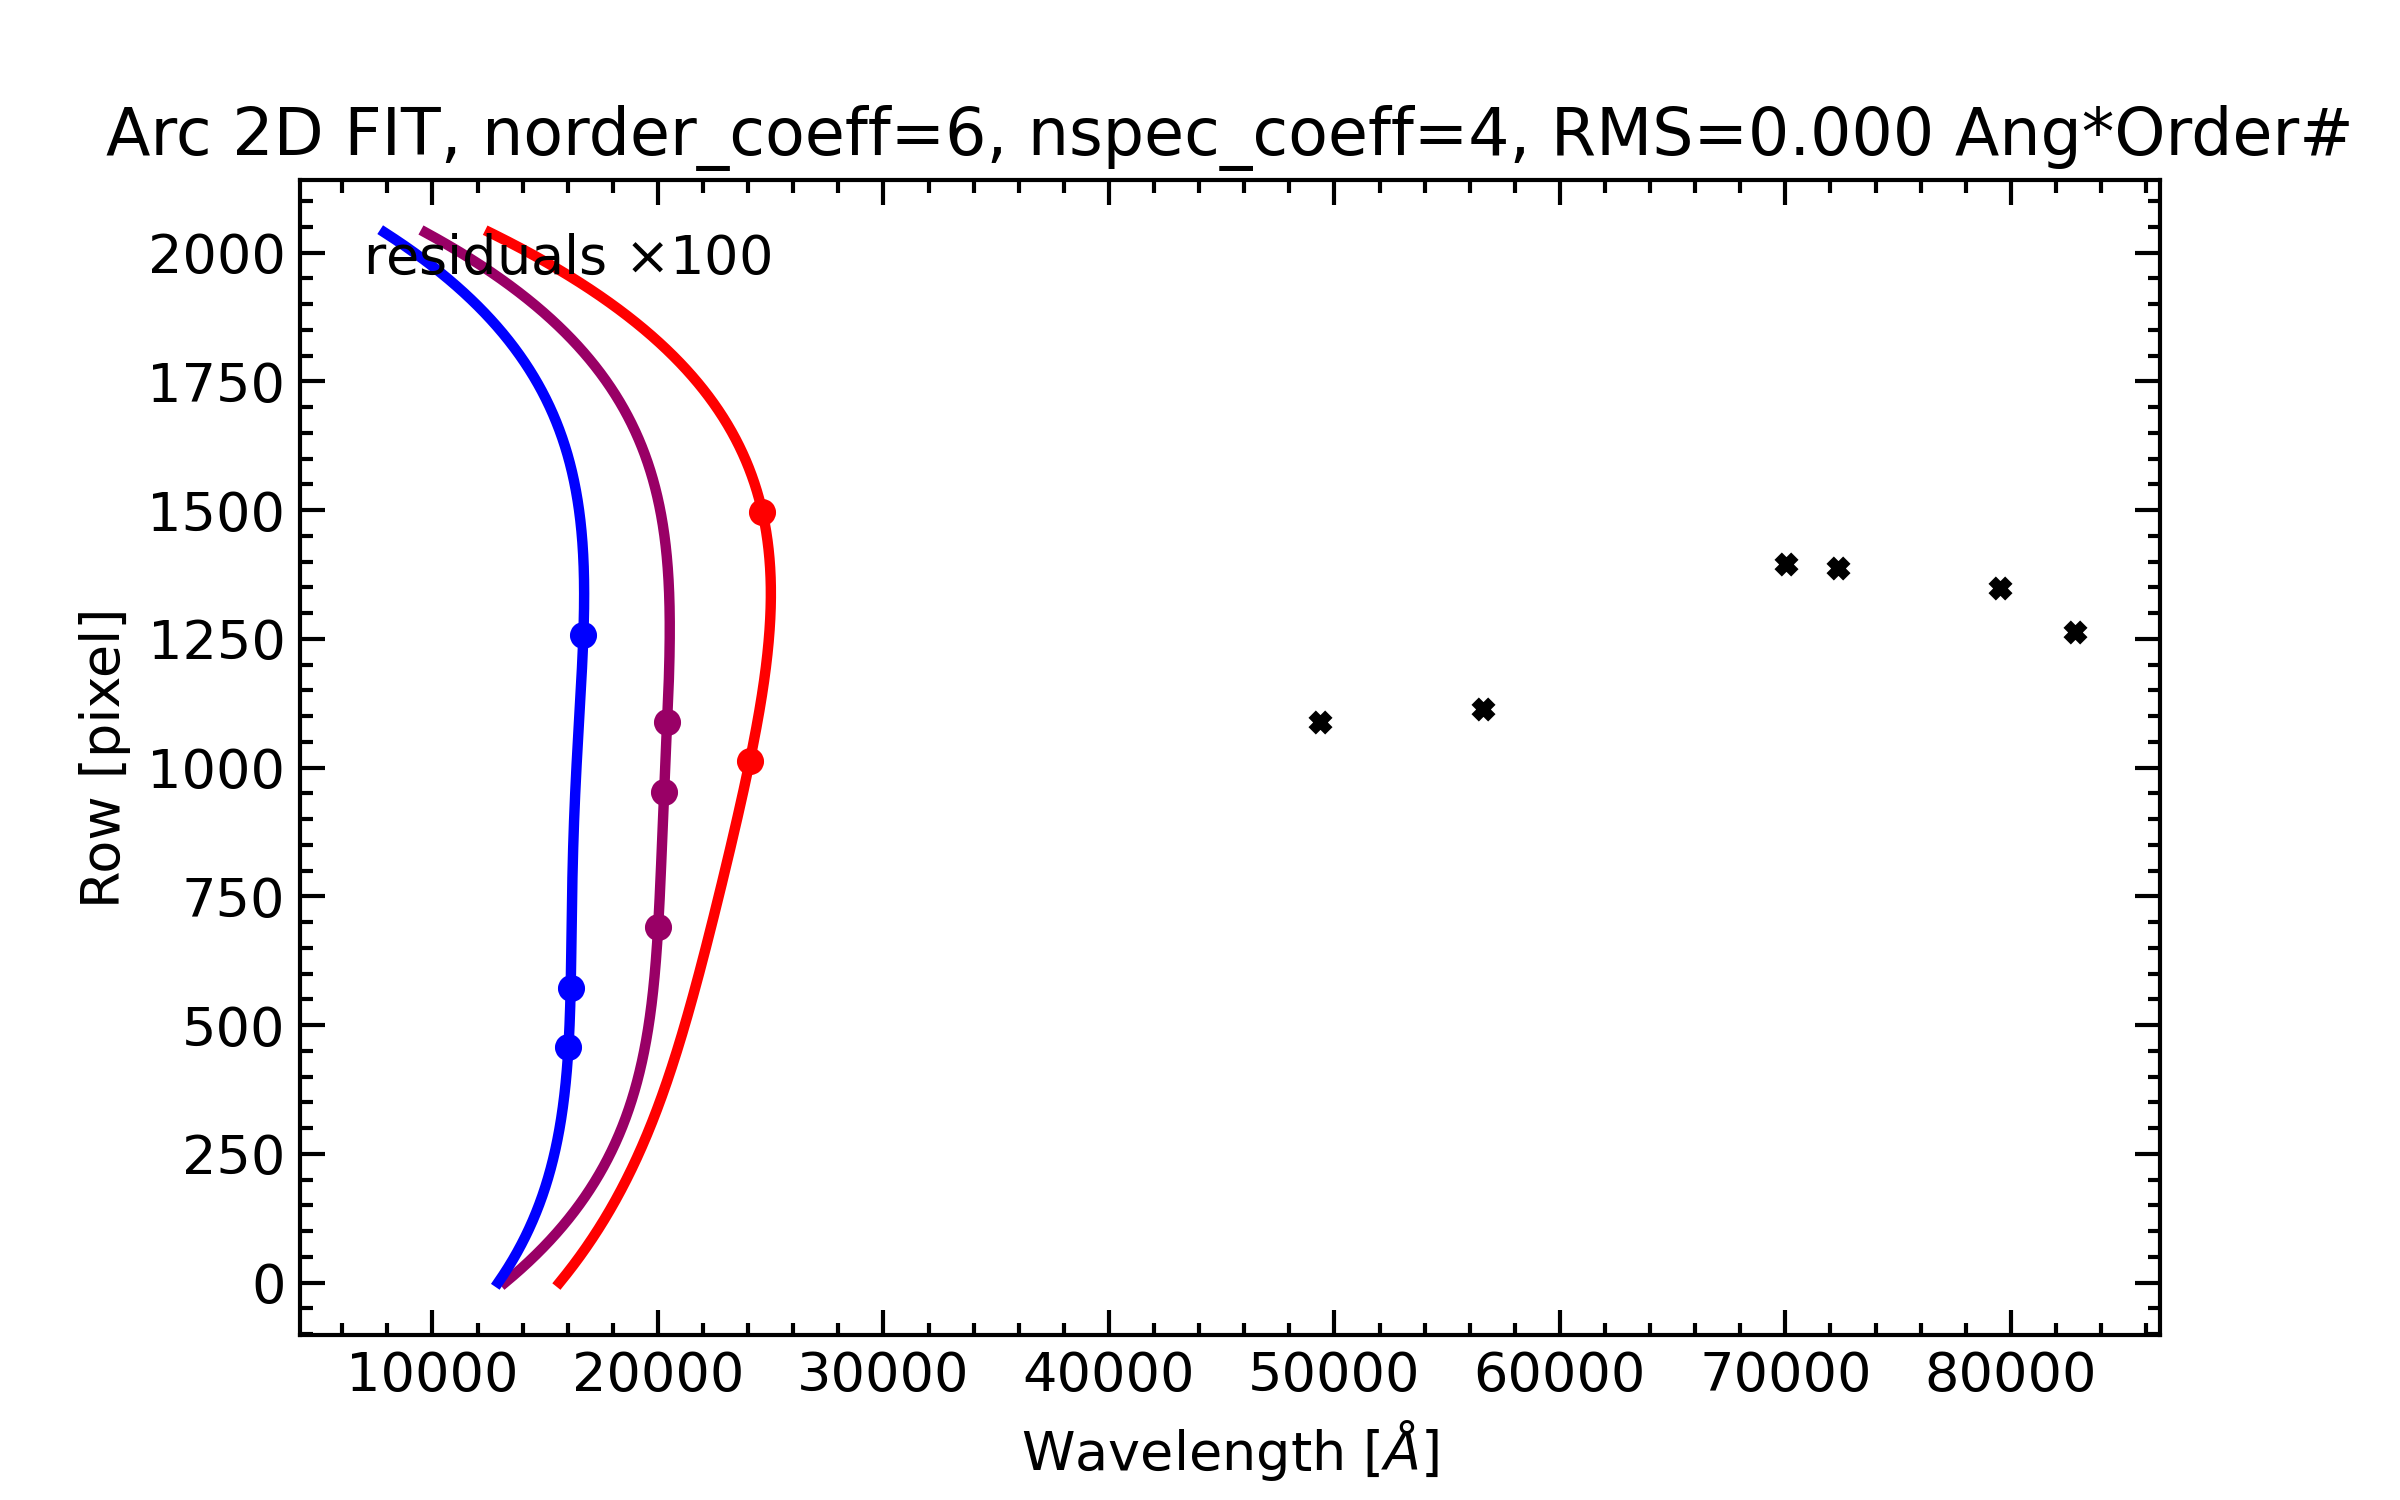 Arc 2D FIT, norder_coeff=6, nspec_coeff=4, RMS=0.000 Ang*Order#
residuals ×100
2000
1750
1500
1250
1000
750
500
250
0
Row [pixel]
10000 20000 30000 40000 50000 60000 70000 80000
Wavelength [Å]